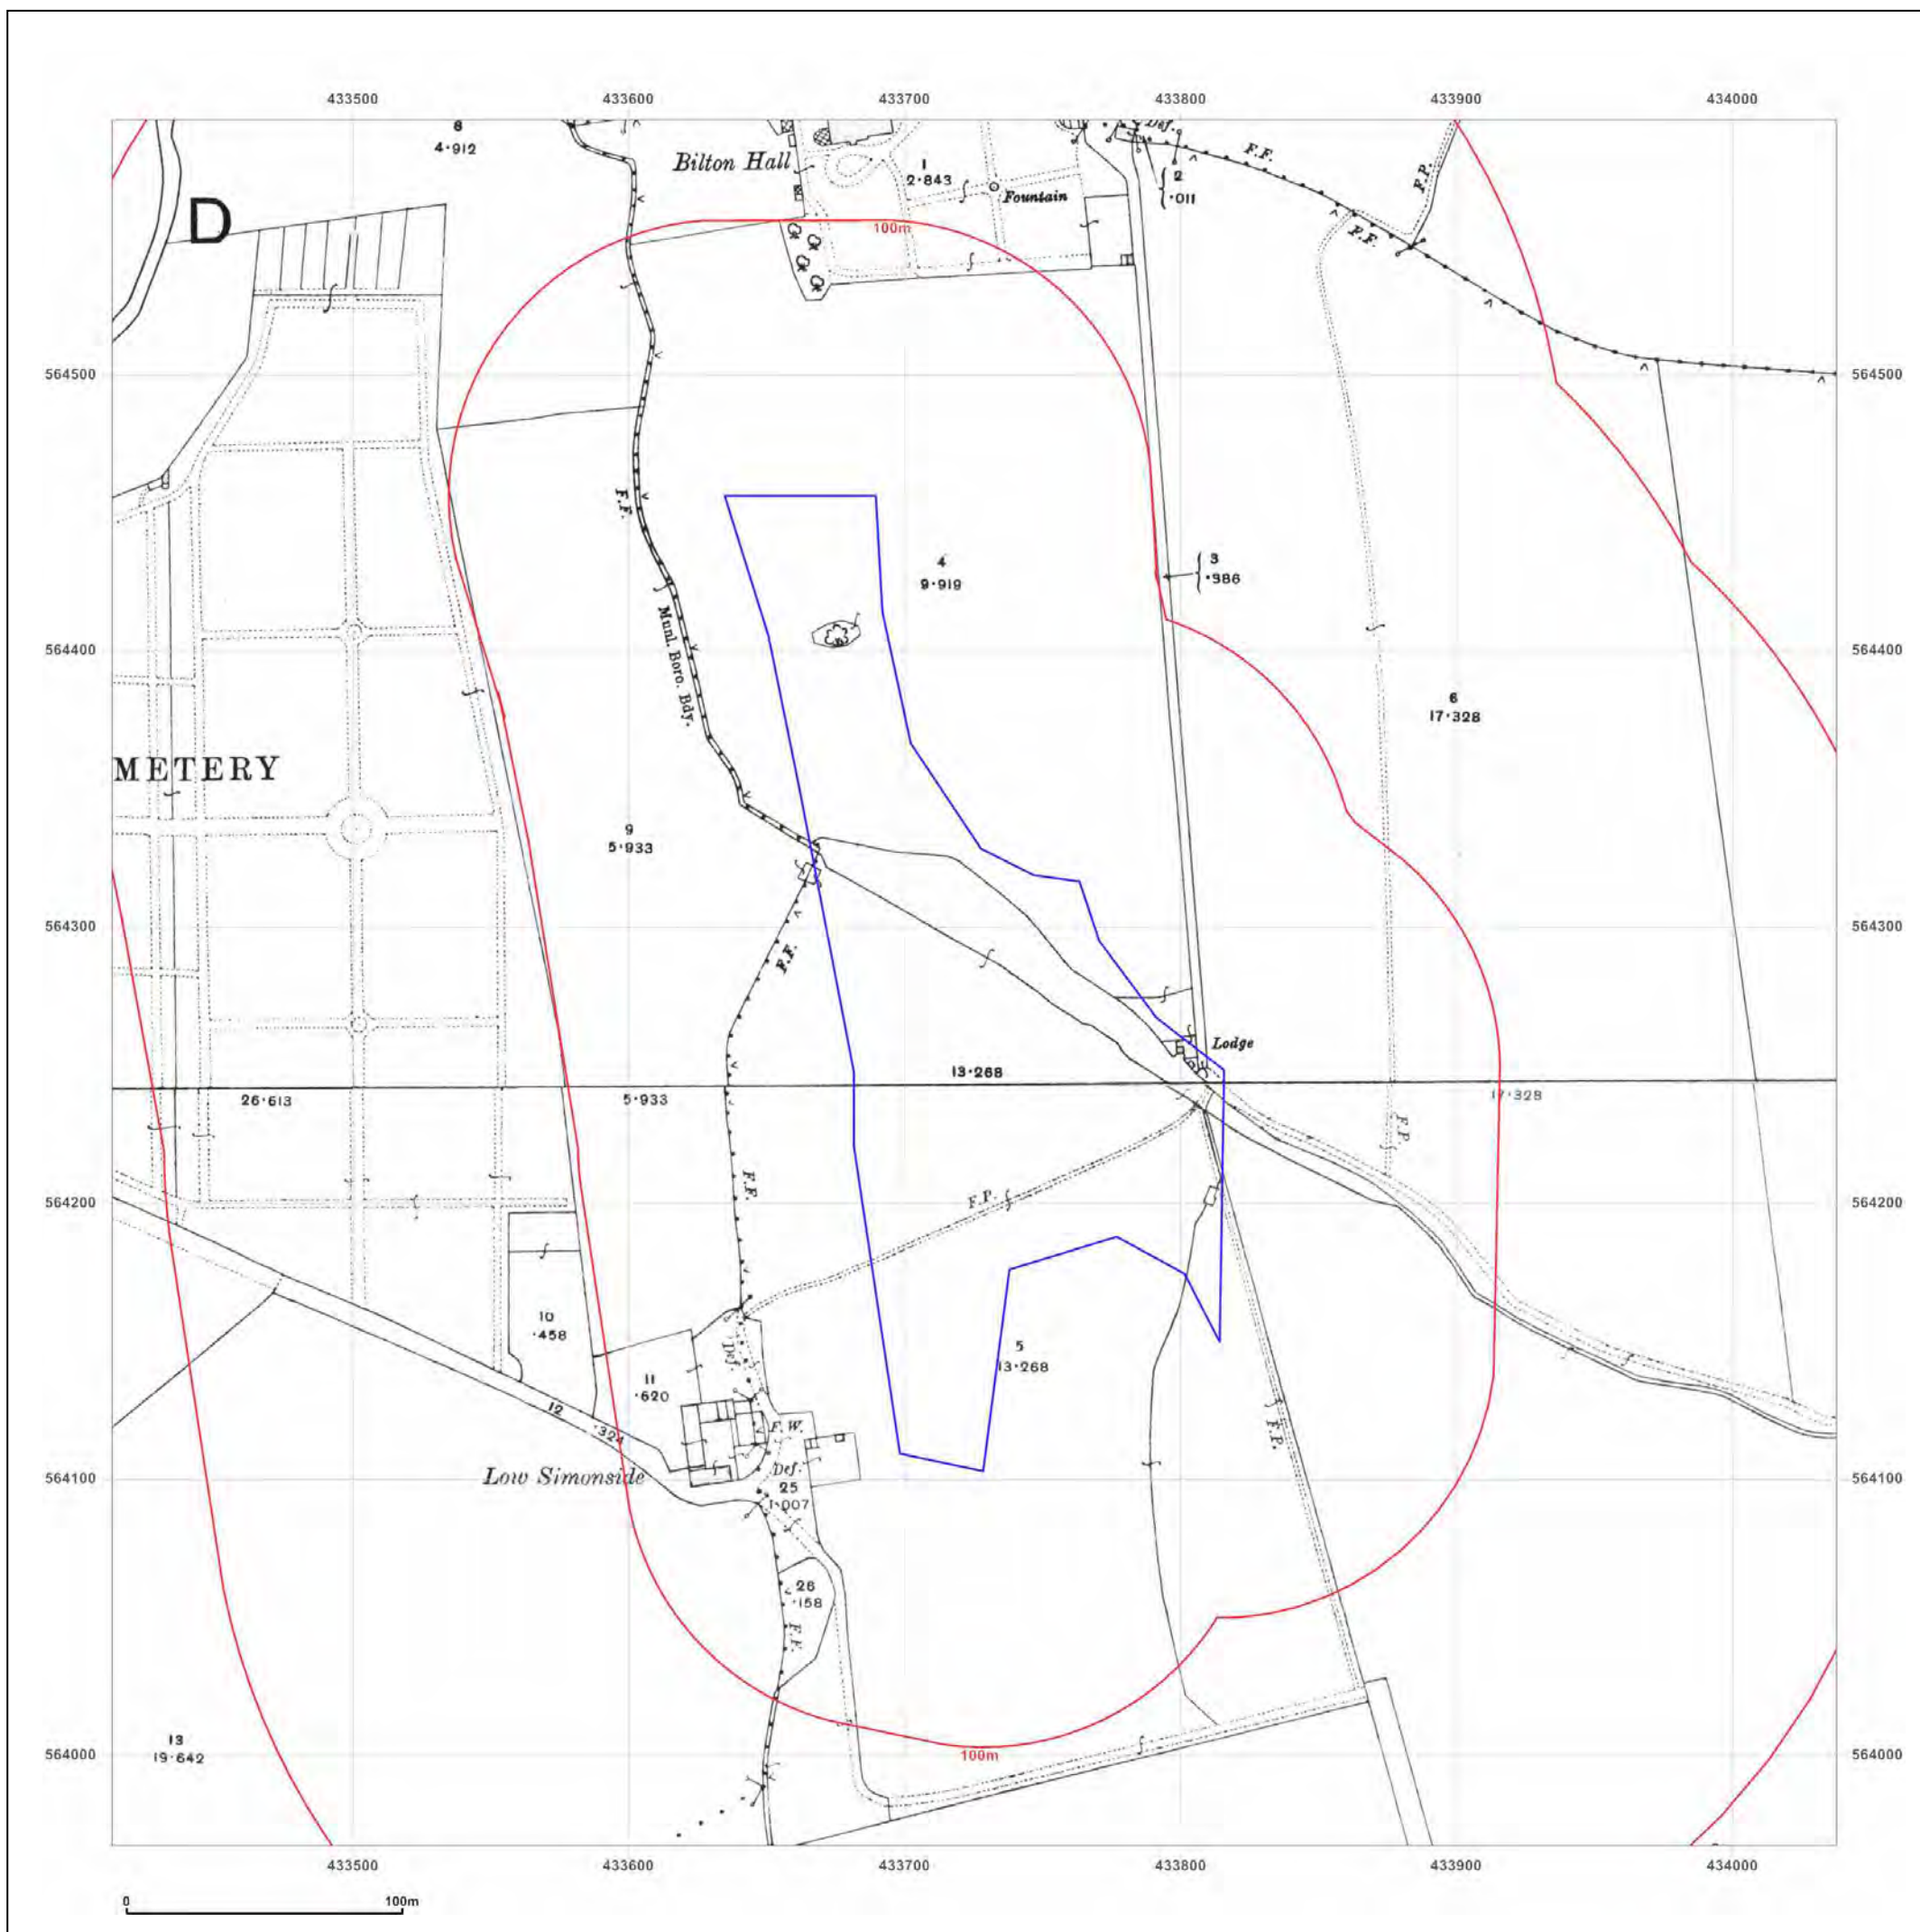 433500 433600 433700 433800 433900 434000
8
4·912
Def.
F.F.
F.P.
Bilton Hall
1
2·843
2
·011
Fountain
D
100m
F.F.
564500 564500
F.F.
4
9·919
3
·986
Munl. Boro. Bdy.
564400 564400
6
17·328
METERY
9
5·933
564300 564300
F.F.
Lodge
13·268
26·613
5·933
17·328
F.P.
F.F.
F.P.
564200 564200
10
·458
Def.
5
13·268
11
·620
12
·324
F.W.
F.P.
Low Simonside
Def.
25
1·007
564100 564100
26
·158
F.F.
13
19·642
564000 564000
100m
433500 433600 433700 433800 433900 434000
0 100m